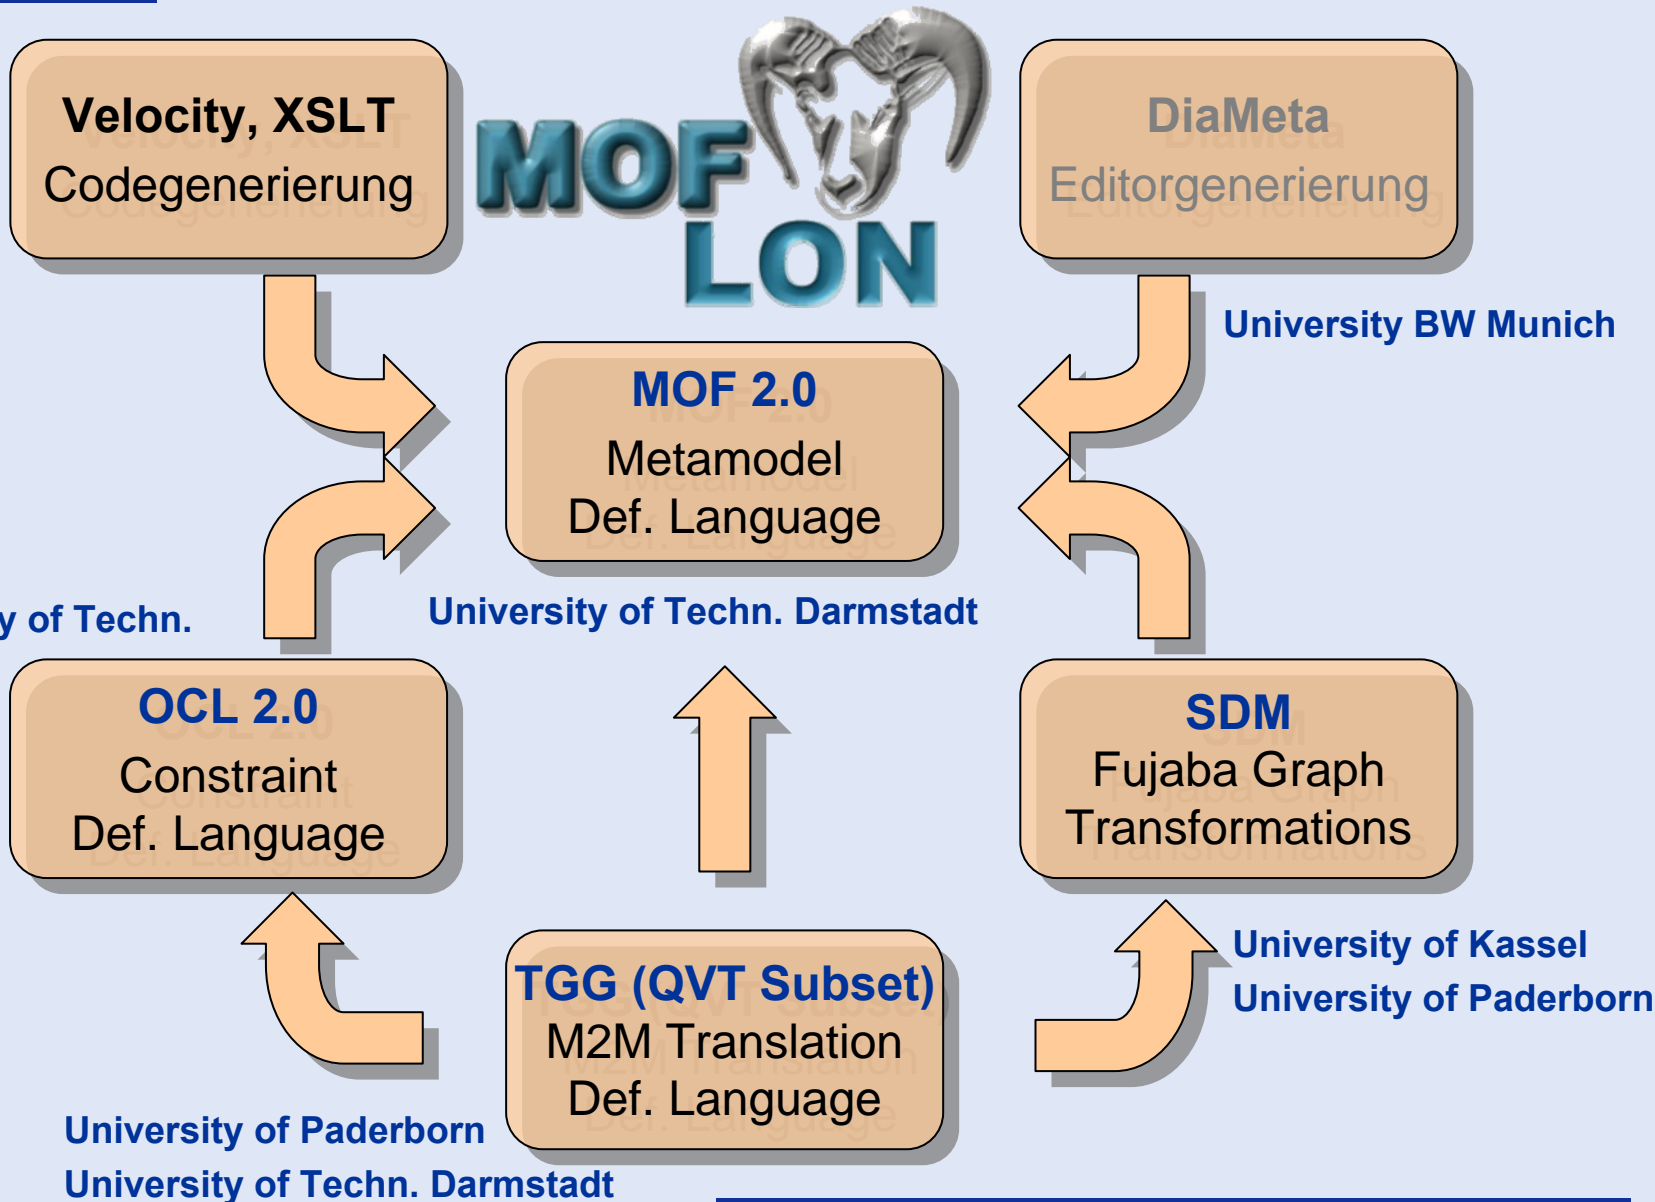 Velocity, XSLT
Codegenerierung
MOF
LON
DiaMeta
Editorgenerierung
University BW Munich
MOF 2.0
Metamodel
Def. Language
University of Techn. Darmstadt
of Techn.
OCL 2.0
Constraint
Def. Language
SDM
Fujaba Graph
Transformations
University of Kassel
University of Paderborn
TGG (QVT Subset)
M2M Translation
Def. Language
University of Paderborn
University of Techn. Darmstadt